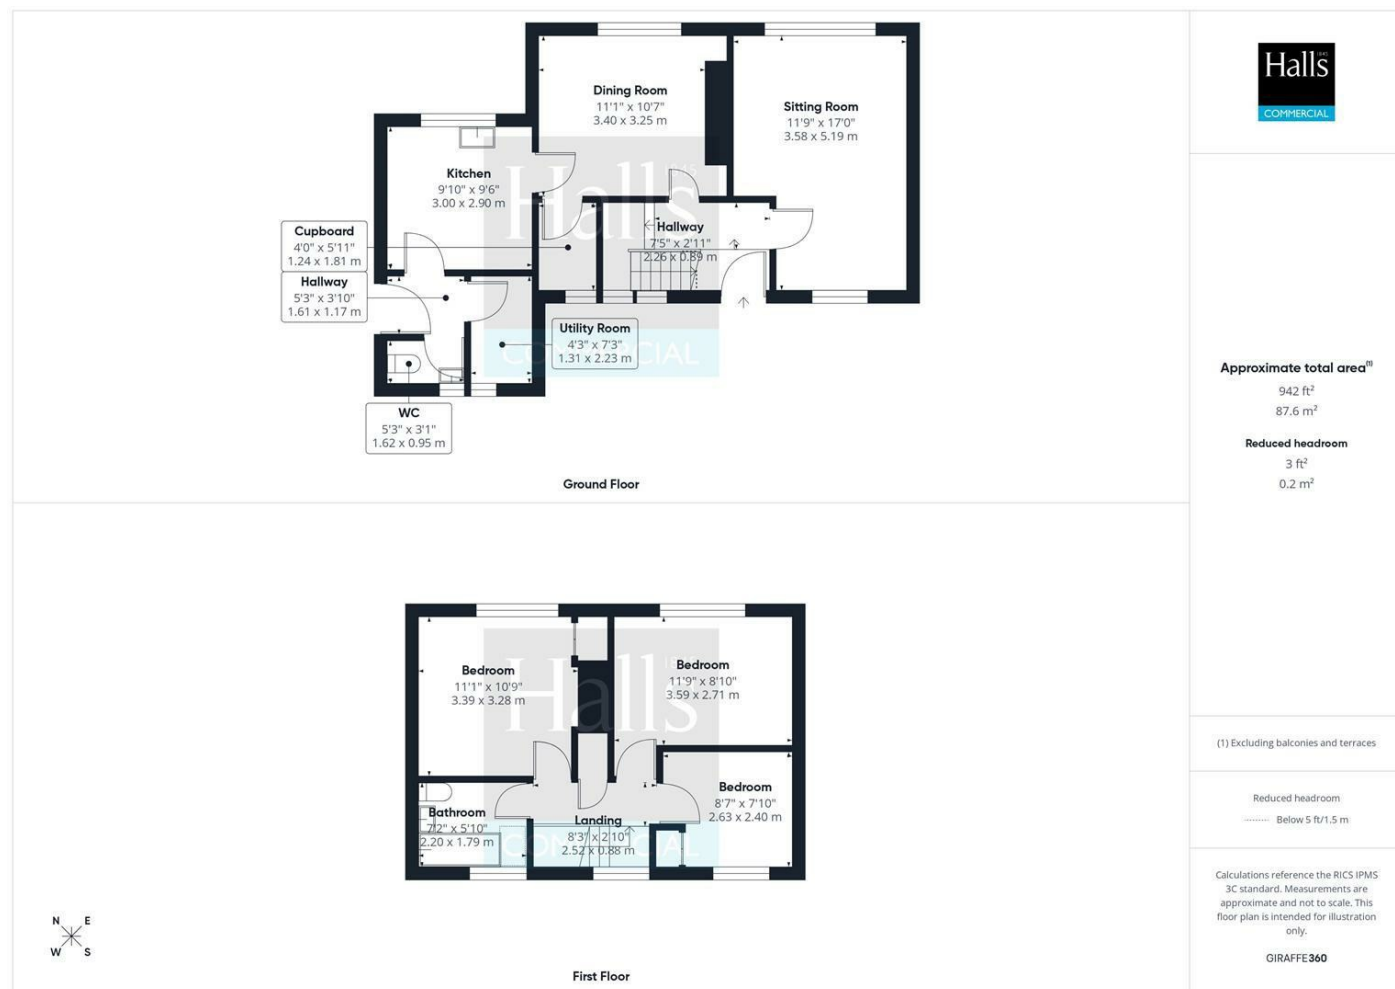 Dining Room
11'1" x 10'7"
3.40 x 3.25 m
Sitting Room
11'9" x 17'0"
3.58 x 5.19 m
Kitchen
9'10" x 9'6"
3.00 x 2.90 m
Cupboard
4'0" x 5'11"
1.24 x 1.81 m
Hallway
7'5" x 2'11"
2.26 x 0.89 m
Hallway
5'3" x 3'10"
1.61 x 1.17 m
Utility Room
4'3" x 7'3"
1.31 x 2.23 m
WC
5'3" x 3'1"
1.62 x 0.95 m
Halls
1845
COMMERCIAL
Ground Floor
Bedroom
11'1" x 10'9"
3.39 x 3.28 m
Bedroom
11'9" x 8'10"
3.59 x 2.71 m
Bedroom
8'7" x 7'10"
2.63 x 2.40 m
Bathroom
7'2" x 5'10"
2.20 x 1.79 m
Landing
8'3" x 2'10"
2.52 x 0.88 m
Halls
1845
COMMERCIAL
N E
W S
First Floor
Halls
1845
COMMERCIAL
Approximate total area(1)
942 ft²
87.6 m²
Reduced headroom
3 ft²
0.2 m²
(1) Excluding balconies and terraces
Reduced headroom
Below 5 ft/1.5 m
Calculations reference the RICS IPMS
3C standard. Measurements are
approximate and not to scale. This
floor plan is intended for illustration
only.
GIRAFFE360